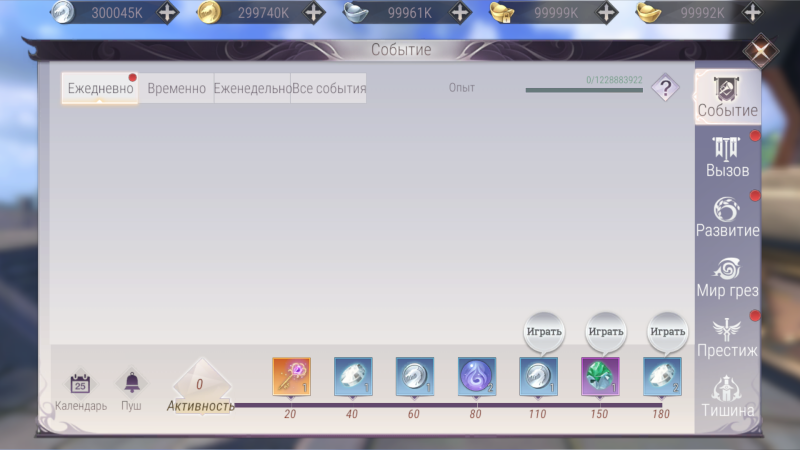 300045K
299740K
99961K
99999K
99992K
Событие
Ежедневно
Временно
Еженедельно
Все события
Опыт
0/1228883922
?
Событие
Вызов
Развитие
Мир грез
Престиж
Тишина
Играть
Играть
Играть
25
Календарь
Пуш
0
Активность
1
1
1
2
1
1
2
20
40
60
80
110
150
180